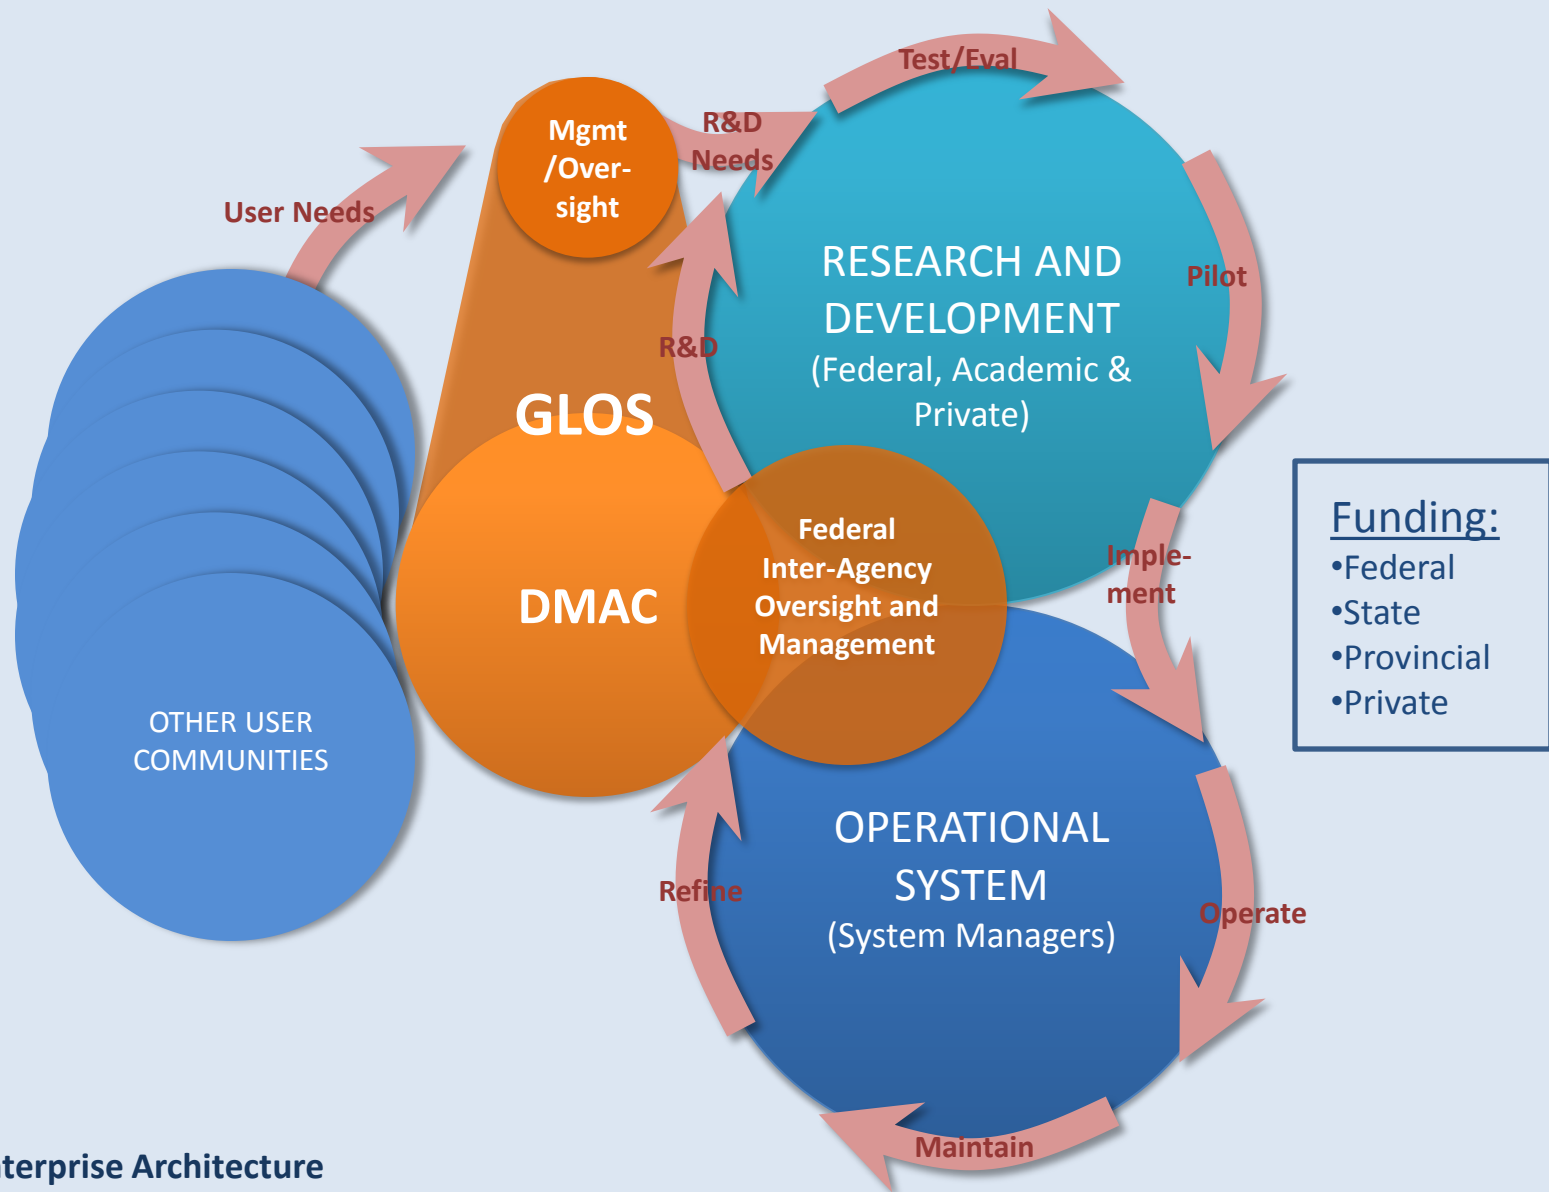 Test/Eval
Mgmt
/Over-
sight
R&D
Needs
User Needs
RESEARCH AND
DEVELOPMENT
(Federal, Academic &
Private)
Pilot
R&D
GLOS
Federal
Inter-Agency
Oversight and
Management
Imple-
ment
Funding:
•Federal
•State
•Provincial
•Private
DMAC
OTHER USER
COMMUNITIES
OPERATIONAL
SYSTEM
(System Managers)
Refine
Operate
Maintain
nterprise Architecture